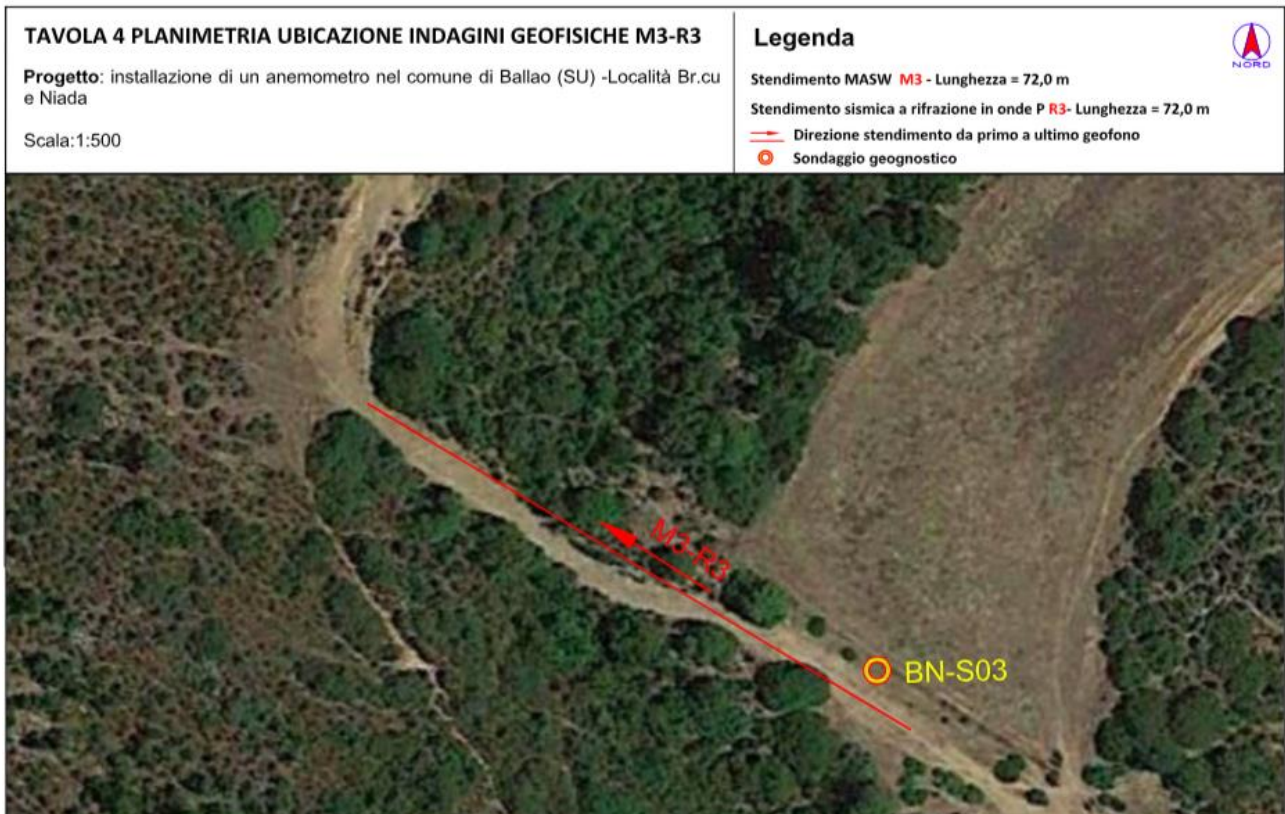 TAVOLA 4 PLANIMETRIA UBICAZIONE INDAGINI GEOFISICHE M3-R3
Progetto: installazione di un anemometro nel comune di Ballao (SU) -Località Br.cu
e Niada
Scala:1:500
Legenda
Stendimento MASW M3 - Lunghezza = 72,0 m
Stendimento sismica a rifrazione in onde P R3- Lunghezza = 72,0 m
Direzione stendimento da primo a ultimo geofono
Sondaggio geognostico
NORD
M3-R3
BN-S03